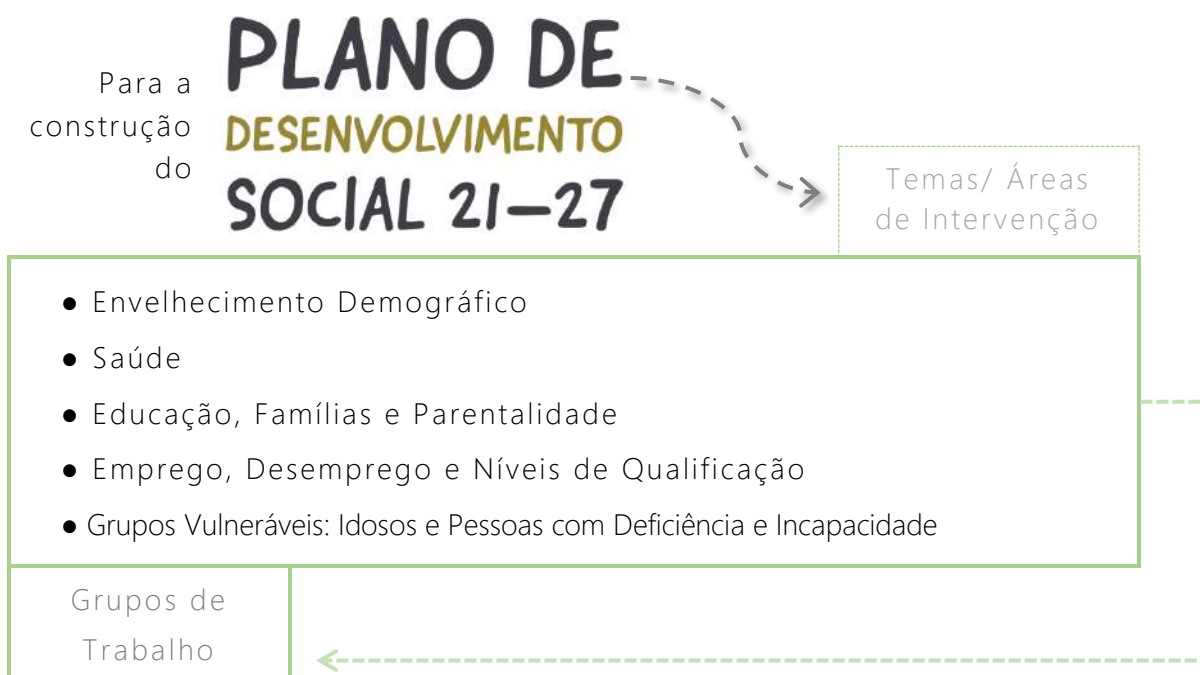 Para a
construção
do
PLANO DE
DESENVOLVIMENTO
SOCIAL 21–27
Temas/ Áreas
de Intervenção
● Envelhecimento Demográfico
● Saúde
● Educação, Famílias e Parentalidade
● Emprego, Desemprego e Níveis de Qualificação
● Grupos Vulneráveis: Idosos e Pessoas com Deficiência e Incapacidade
Grupos de
Trabalho